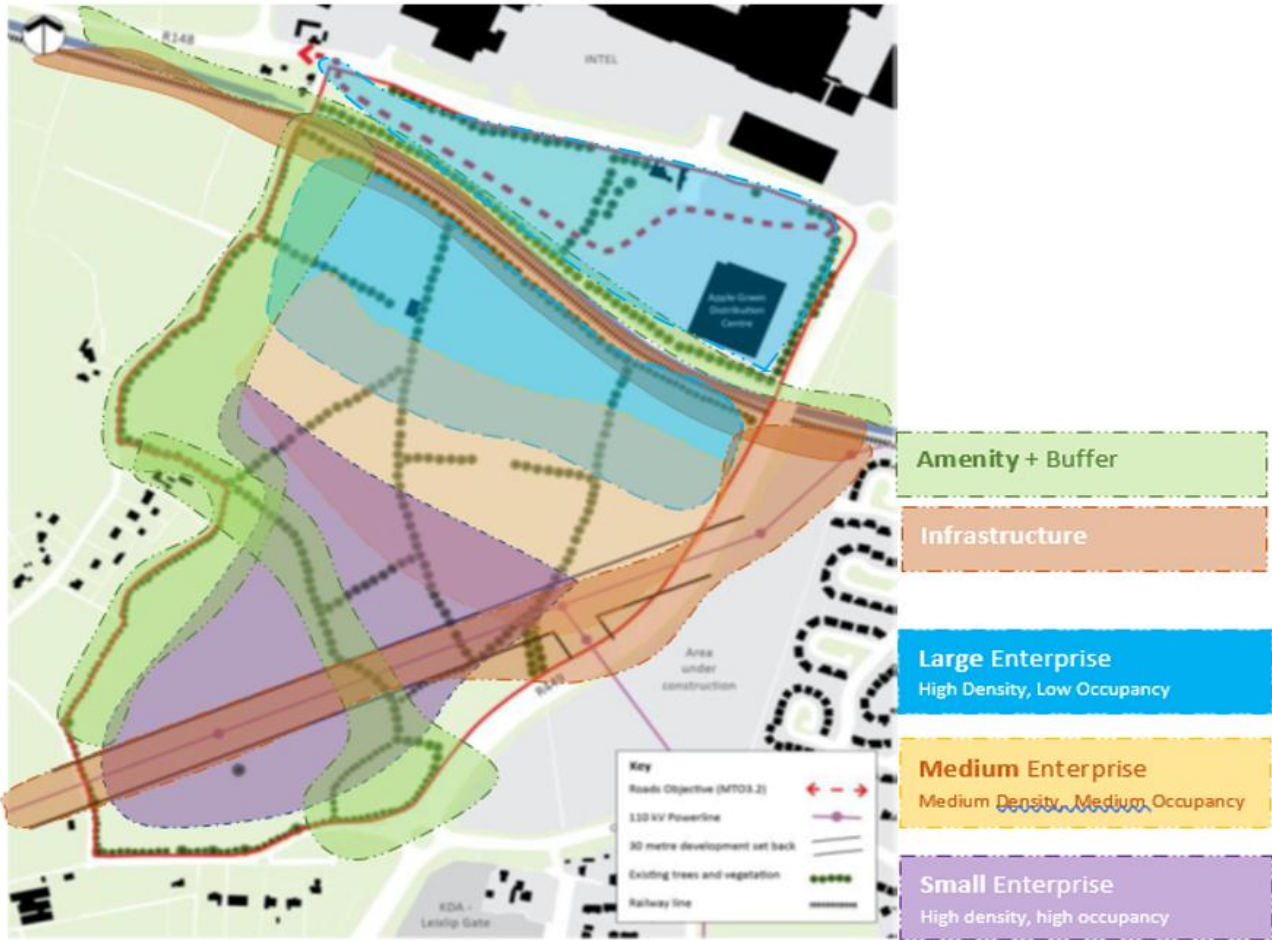 R148
INTEL
Apple Green
Distribution
Centre
Amenity + Buffer
Infrastructure
Large Enterprise
High Density, Low Occupancy
Medium Enterprise
Medium Density, Medium Occupancy
Small Enterprise
High density, high occupancy
Area
under
construction
R449
Key
Roads Objective (MTO3.2)
110 kV Powerline
30 metre development set back
Existing trees and vegetation
Railway line
KDA -
Leixlip Gate